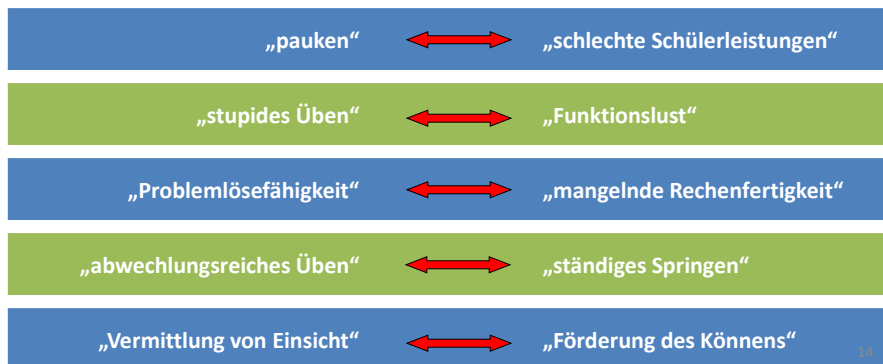 „pauken“ „schlechte Schülerleistungen“
„stupides Üben“ „Funktionslust“
„Problemlösefähigkeit“ „mangelnde Rechenfertigkeit“
„abwechlungsreiches Üben“ „ständiges Springen“
„Vermittlung von Einsicht“ „Förderung des Könnens“
14